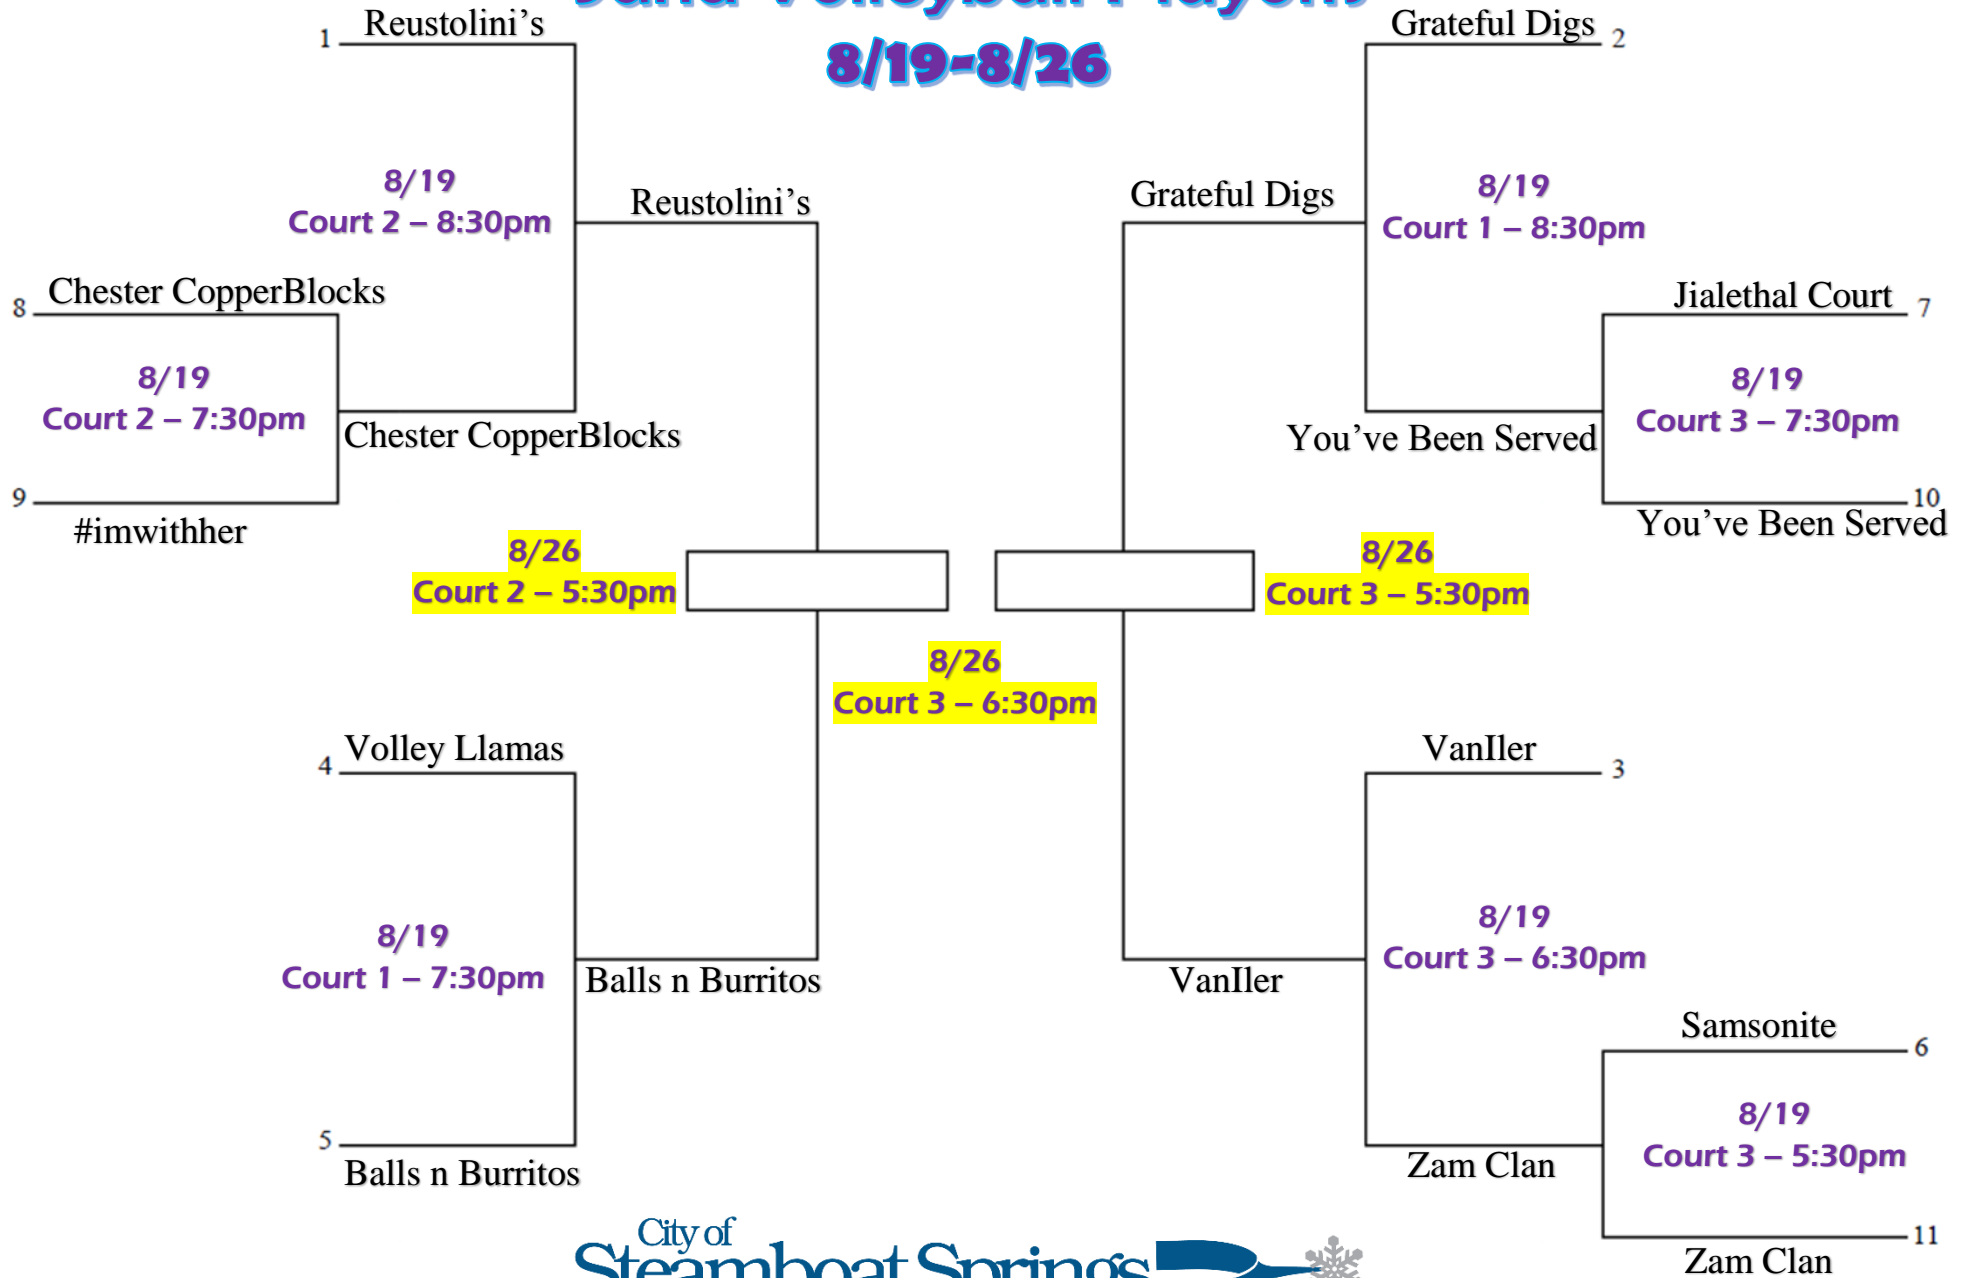 Sand Volleyball Playoffs
8/19-8/26
1 Reustolini’s
Grateful Digs 2
8/19
Court 2 – 8:30pm
Reustolini’s
Grateful Digs
8/19
Court 1 – 8:30pm
8 Chester CopperBlocks
Jialethal Court 7
8/19
Court 2 – 7:30pm
Chester CopperBlocks
You’ve Been Served
8/19
Court 3 – 7:30pm
9
#imwithher
10
You’ve Been Served
8/26
Court 2 – 5:30pm
8/26
Court 3 – 5:30pm
8/26
Court 3 – 6:30pm
4 Volley Llamas
VanIler 3
8/19
Court 1 – 7:30pm
Balls n Burritos
VanIler
8/19
Court 3 – 6:30pm
Samsonite 6
5
Balls n Burritos
Zam Clan
8/19
Court 3 – 5:30pm
11
Zam Clan
City of
Steamboat Springs